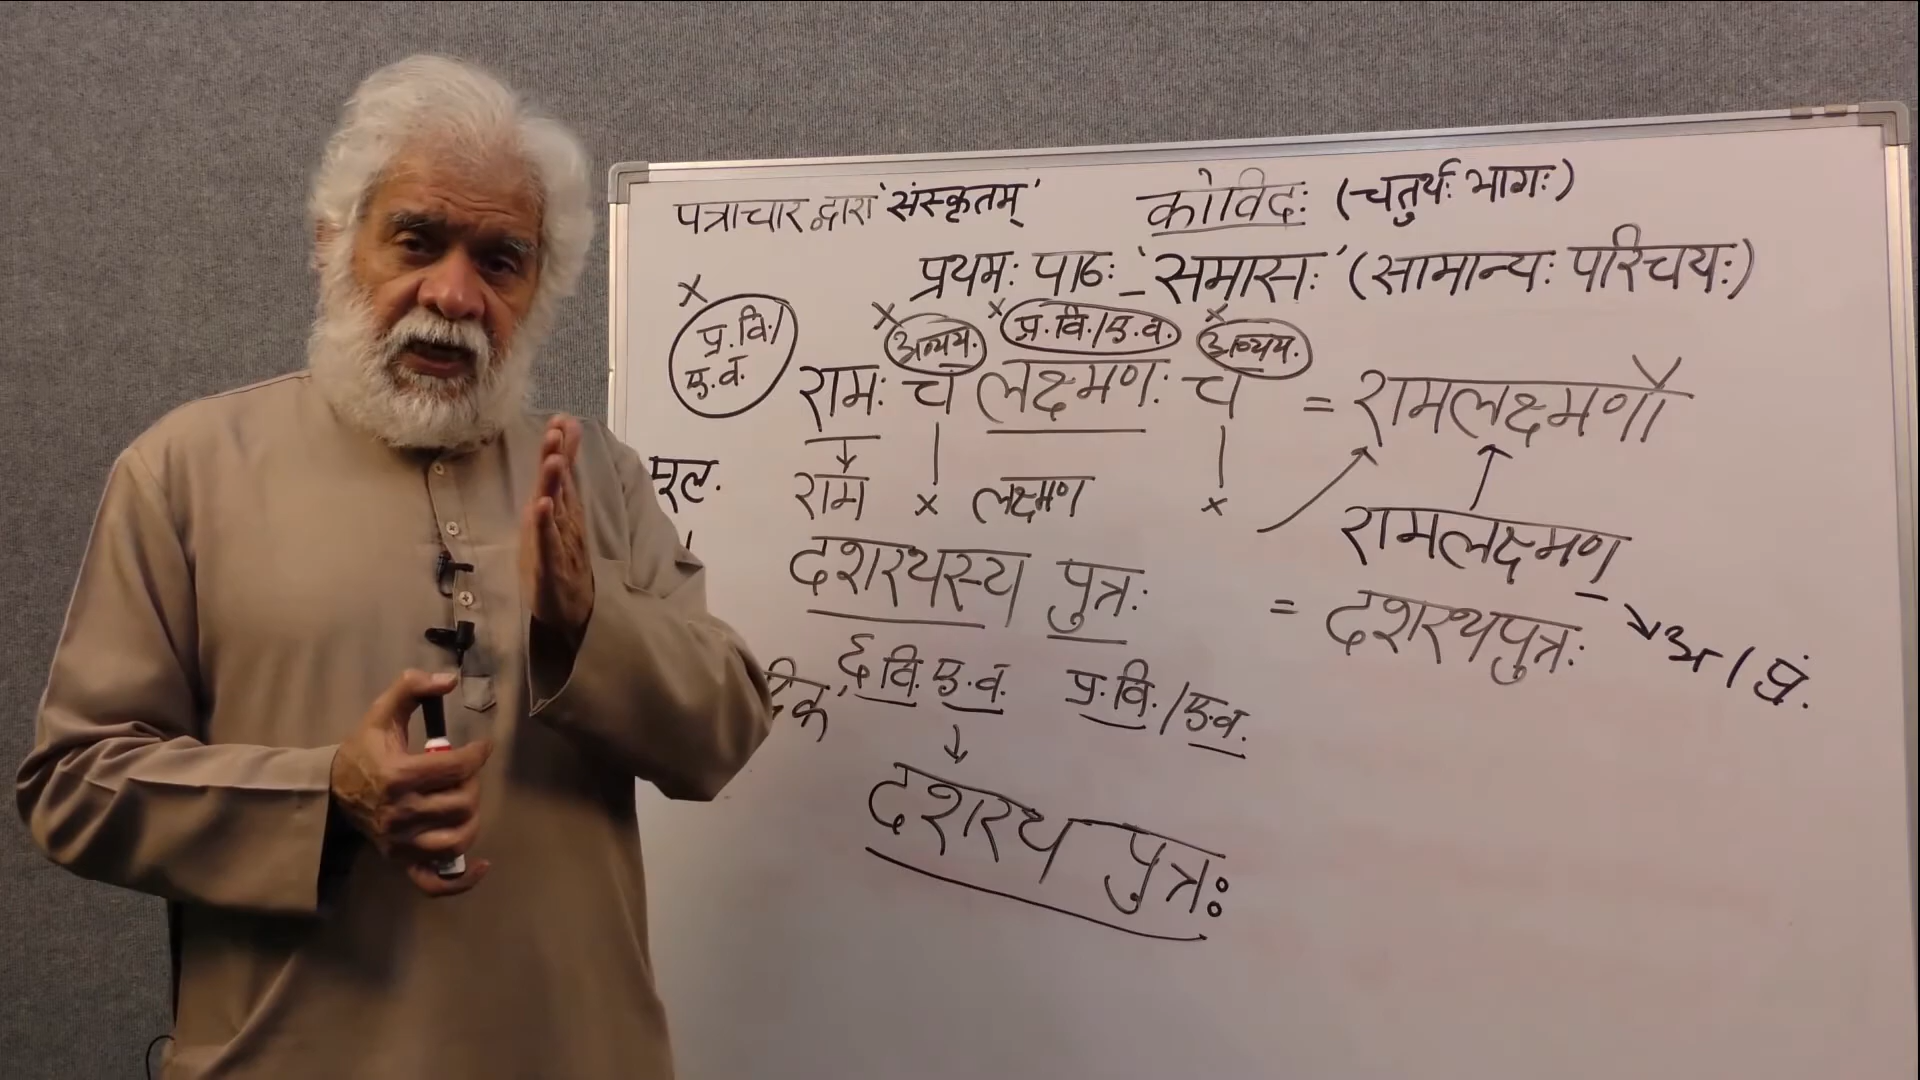 पत्राचार द्वारा 'संस्कृतम्' कोविदः (चतुर्थः भागः)
प्रथमः पाठः - 'समासः' (सामान्यः परिचयः)
x x x x
प्र.वि./ए.व. अव्यय. प्र.वि./ए.व. अव्यय.
रामः च लक्ष्मणः च = रामलक्ष्मणौ
राम x लक्ष्मण x रामलक्ष्मण
दशरथस्य पुत्रः = दशरथपुत्रः अ / पुं.
६ वि. ए.व. प्र. वि. / ए.व.
दशरथ पुत्रः